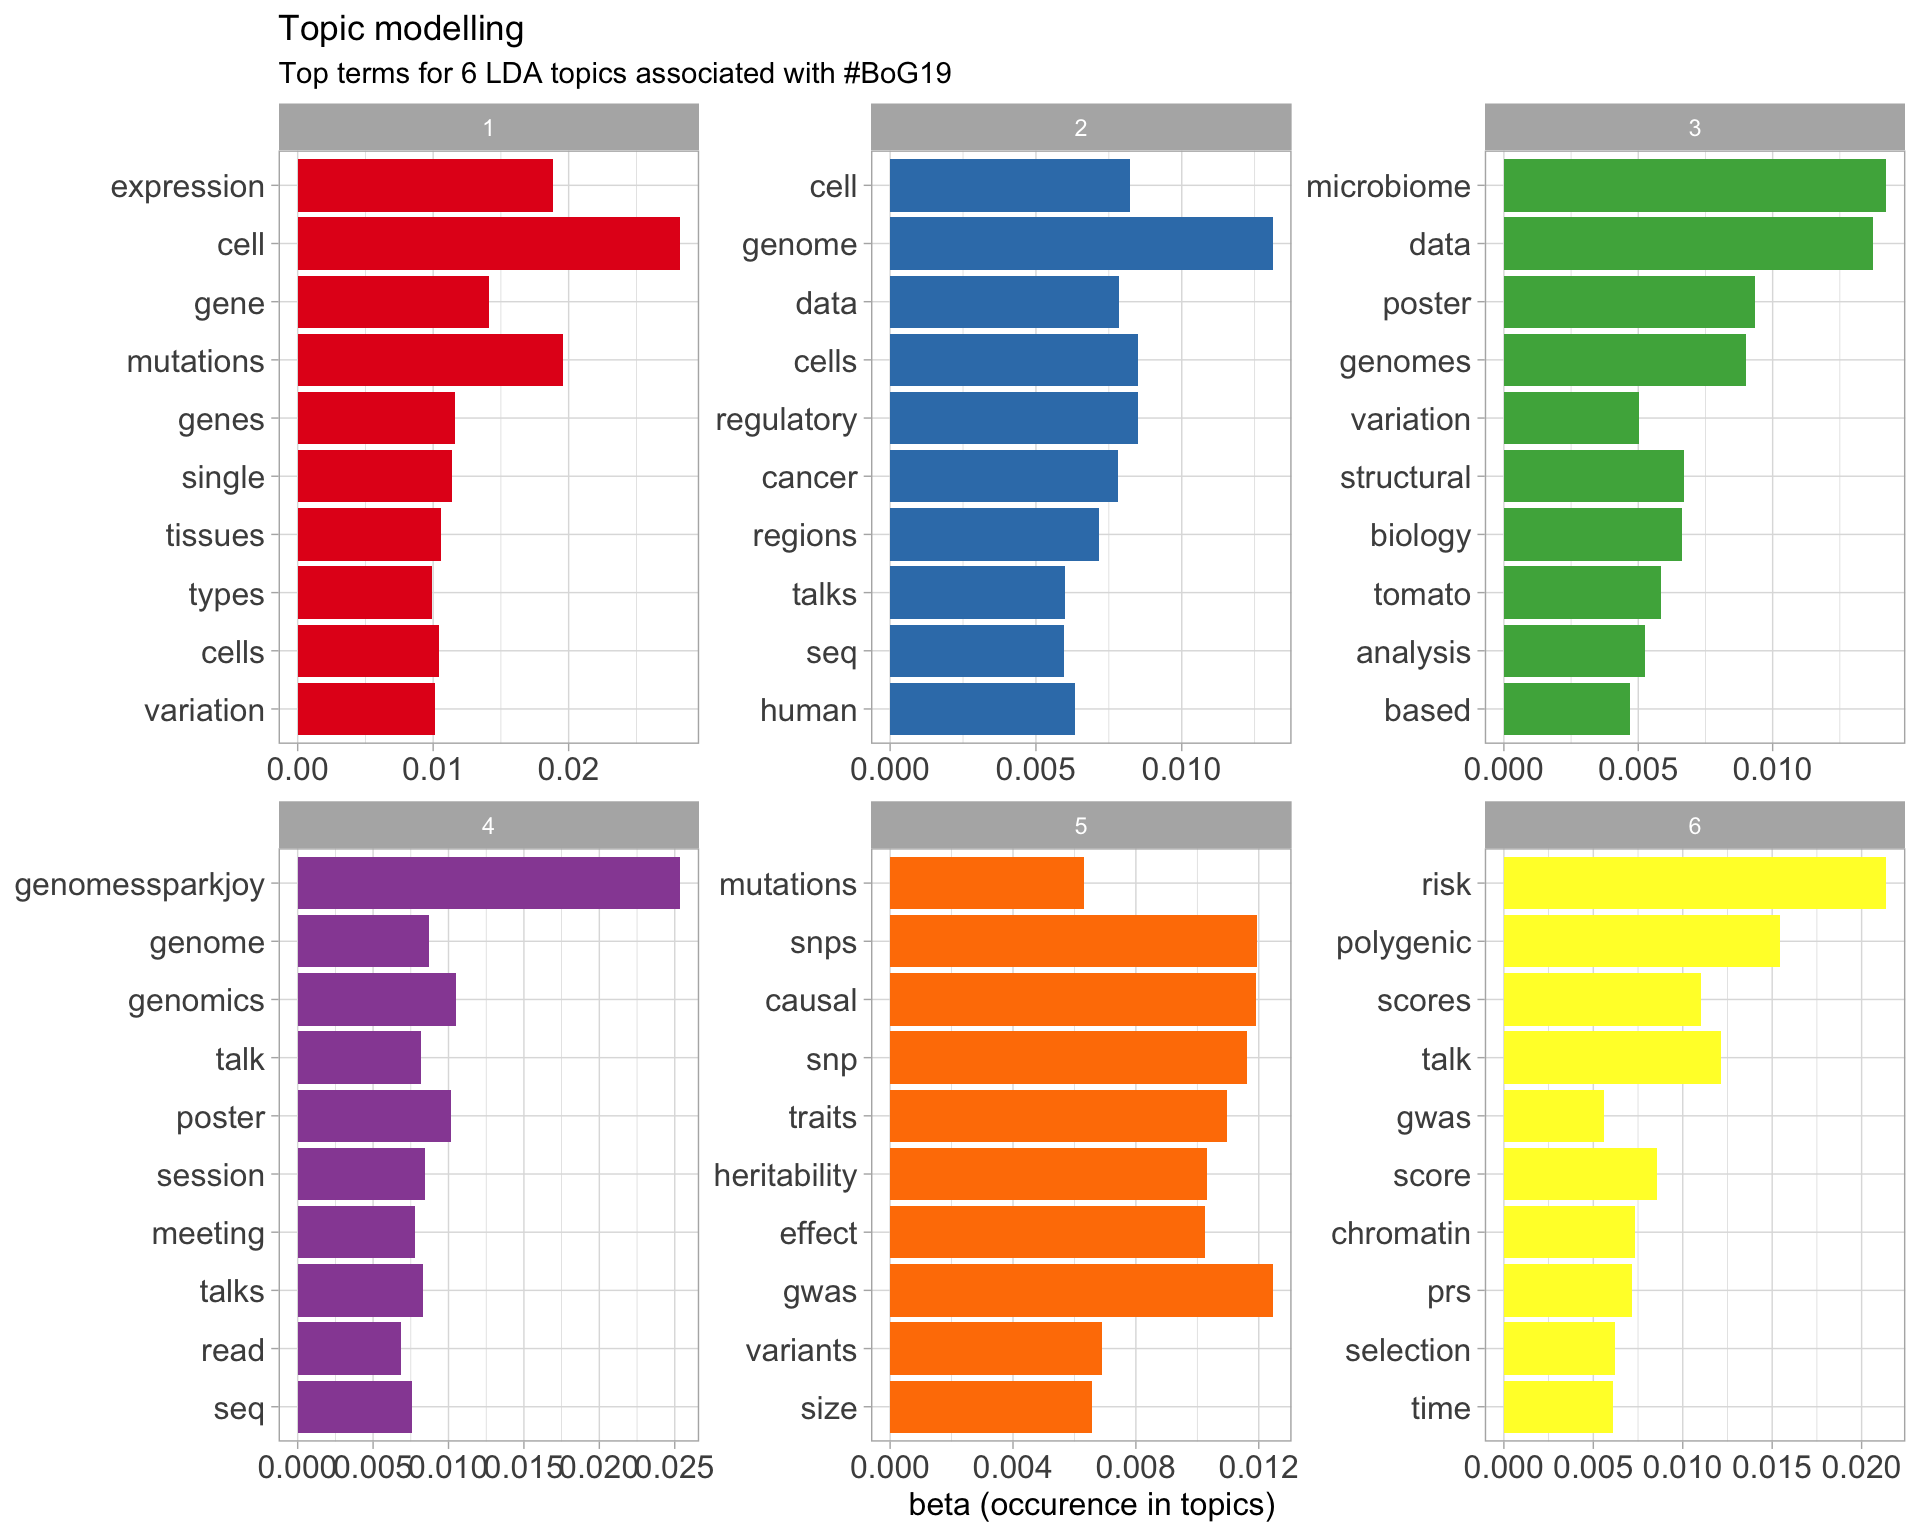 Topic modelling
Top terms for 6 LDA topics associated with #BoG19
1
expression
cell
gene
mutations
genes
single
tissues
types
cells
variation
0.00 0.01 0.02
2
cell
genome
data
cells
regulatory
cancer
regions
talks
seq
human
0.000 0.005 0.010
3
microbiome
data
poster
genomes
variation
structural
biology
tomato
analysis
based
0.000 0.005 0.010
4
genomessparkjoy
genome
genomics
talk
poster
session
meeting
talks
read
seq
0.000 0.005 0.010 0.015 0.020 0.025
5
mutations
snps
causal
snp
traits
heritability
effect
gwas
variants
size
0.000 0.004 0.008 0.012
6
risk
polygenic
scores
talk
gwas
score
chromatin
prs
selection
time
0.000 0.005 0.010 0.015 0.020
beta (occurence in topics)